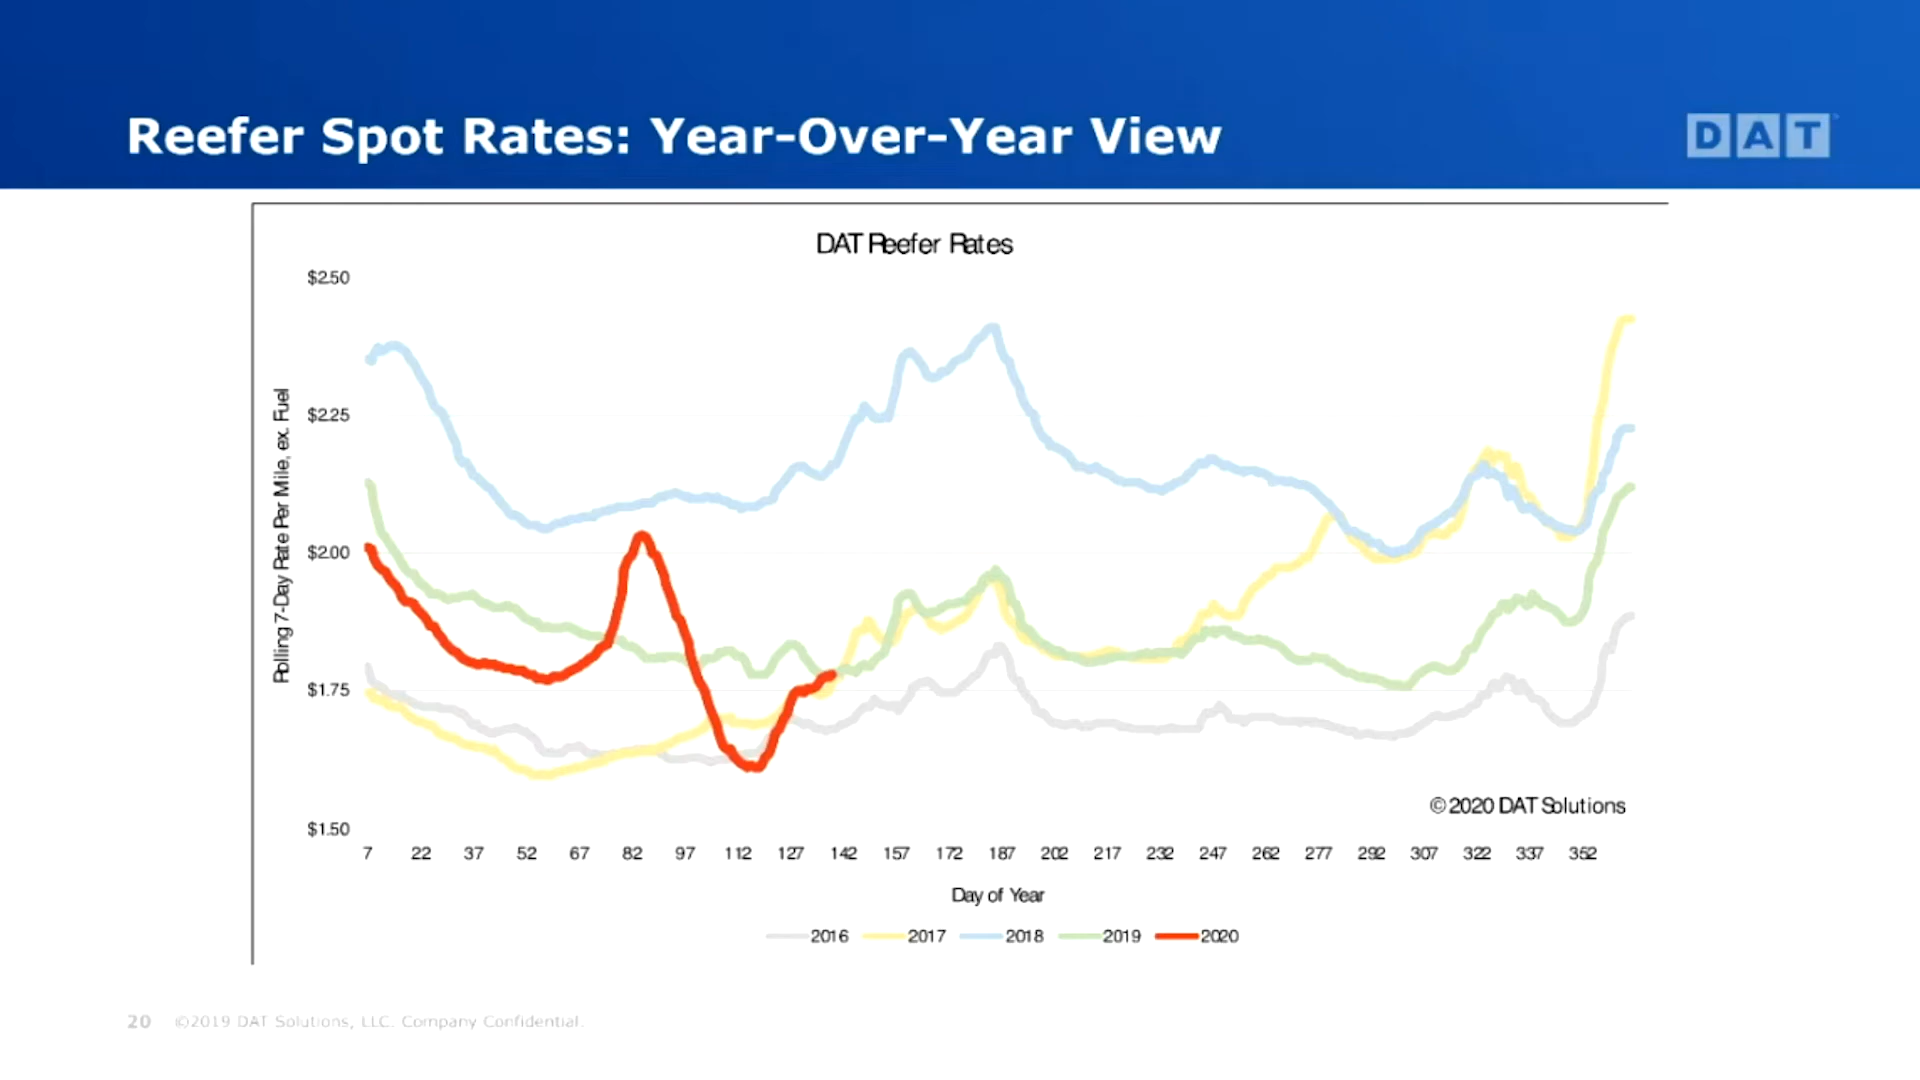 Reefer Spot Rates: Year-Over-Year View
DAT
DAT Reefer Rates
$2.50
$2.25
$2.00
$1.75
$1.50
Rolling 7-Day Rate Per Mile, ex. Fuel
©2020 DAT Solutions
7 22 37 52 67 82 97 112 127 142 157 172 187 202 217 232 247 262 277 292 307 322 337 352
Day of Year
2016 2017 2018 2019 2020
20 ©2019 DAT Solutions, LLC. Company Confidential.